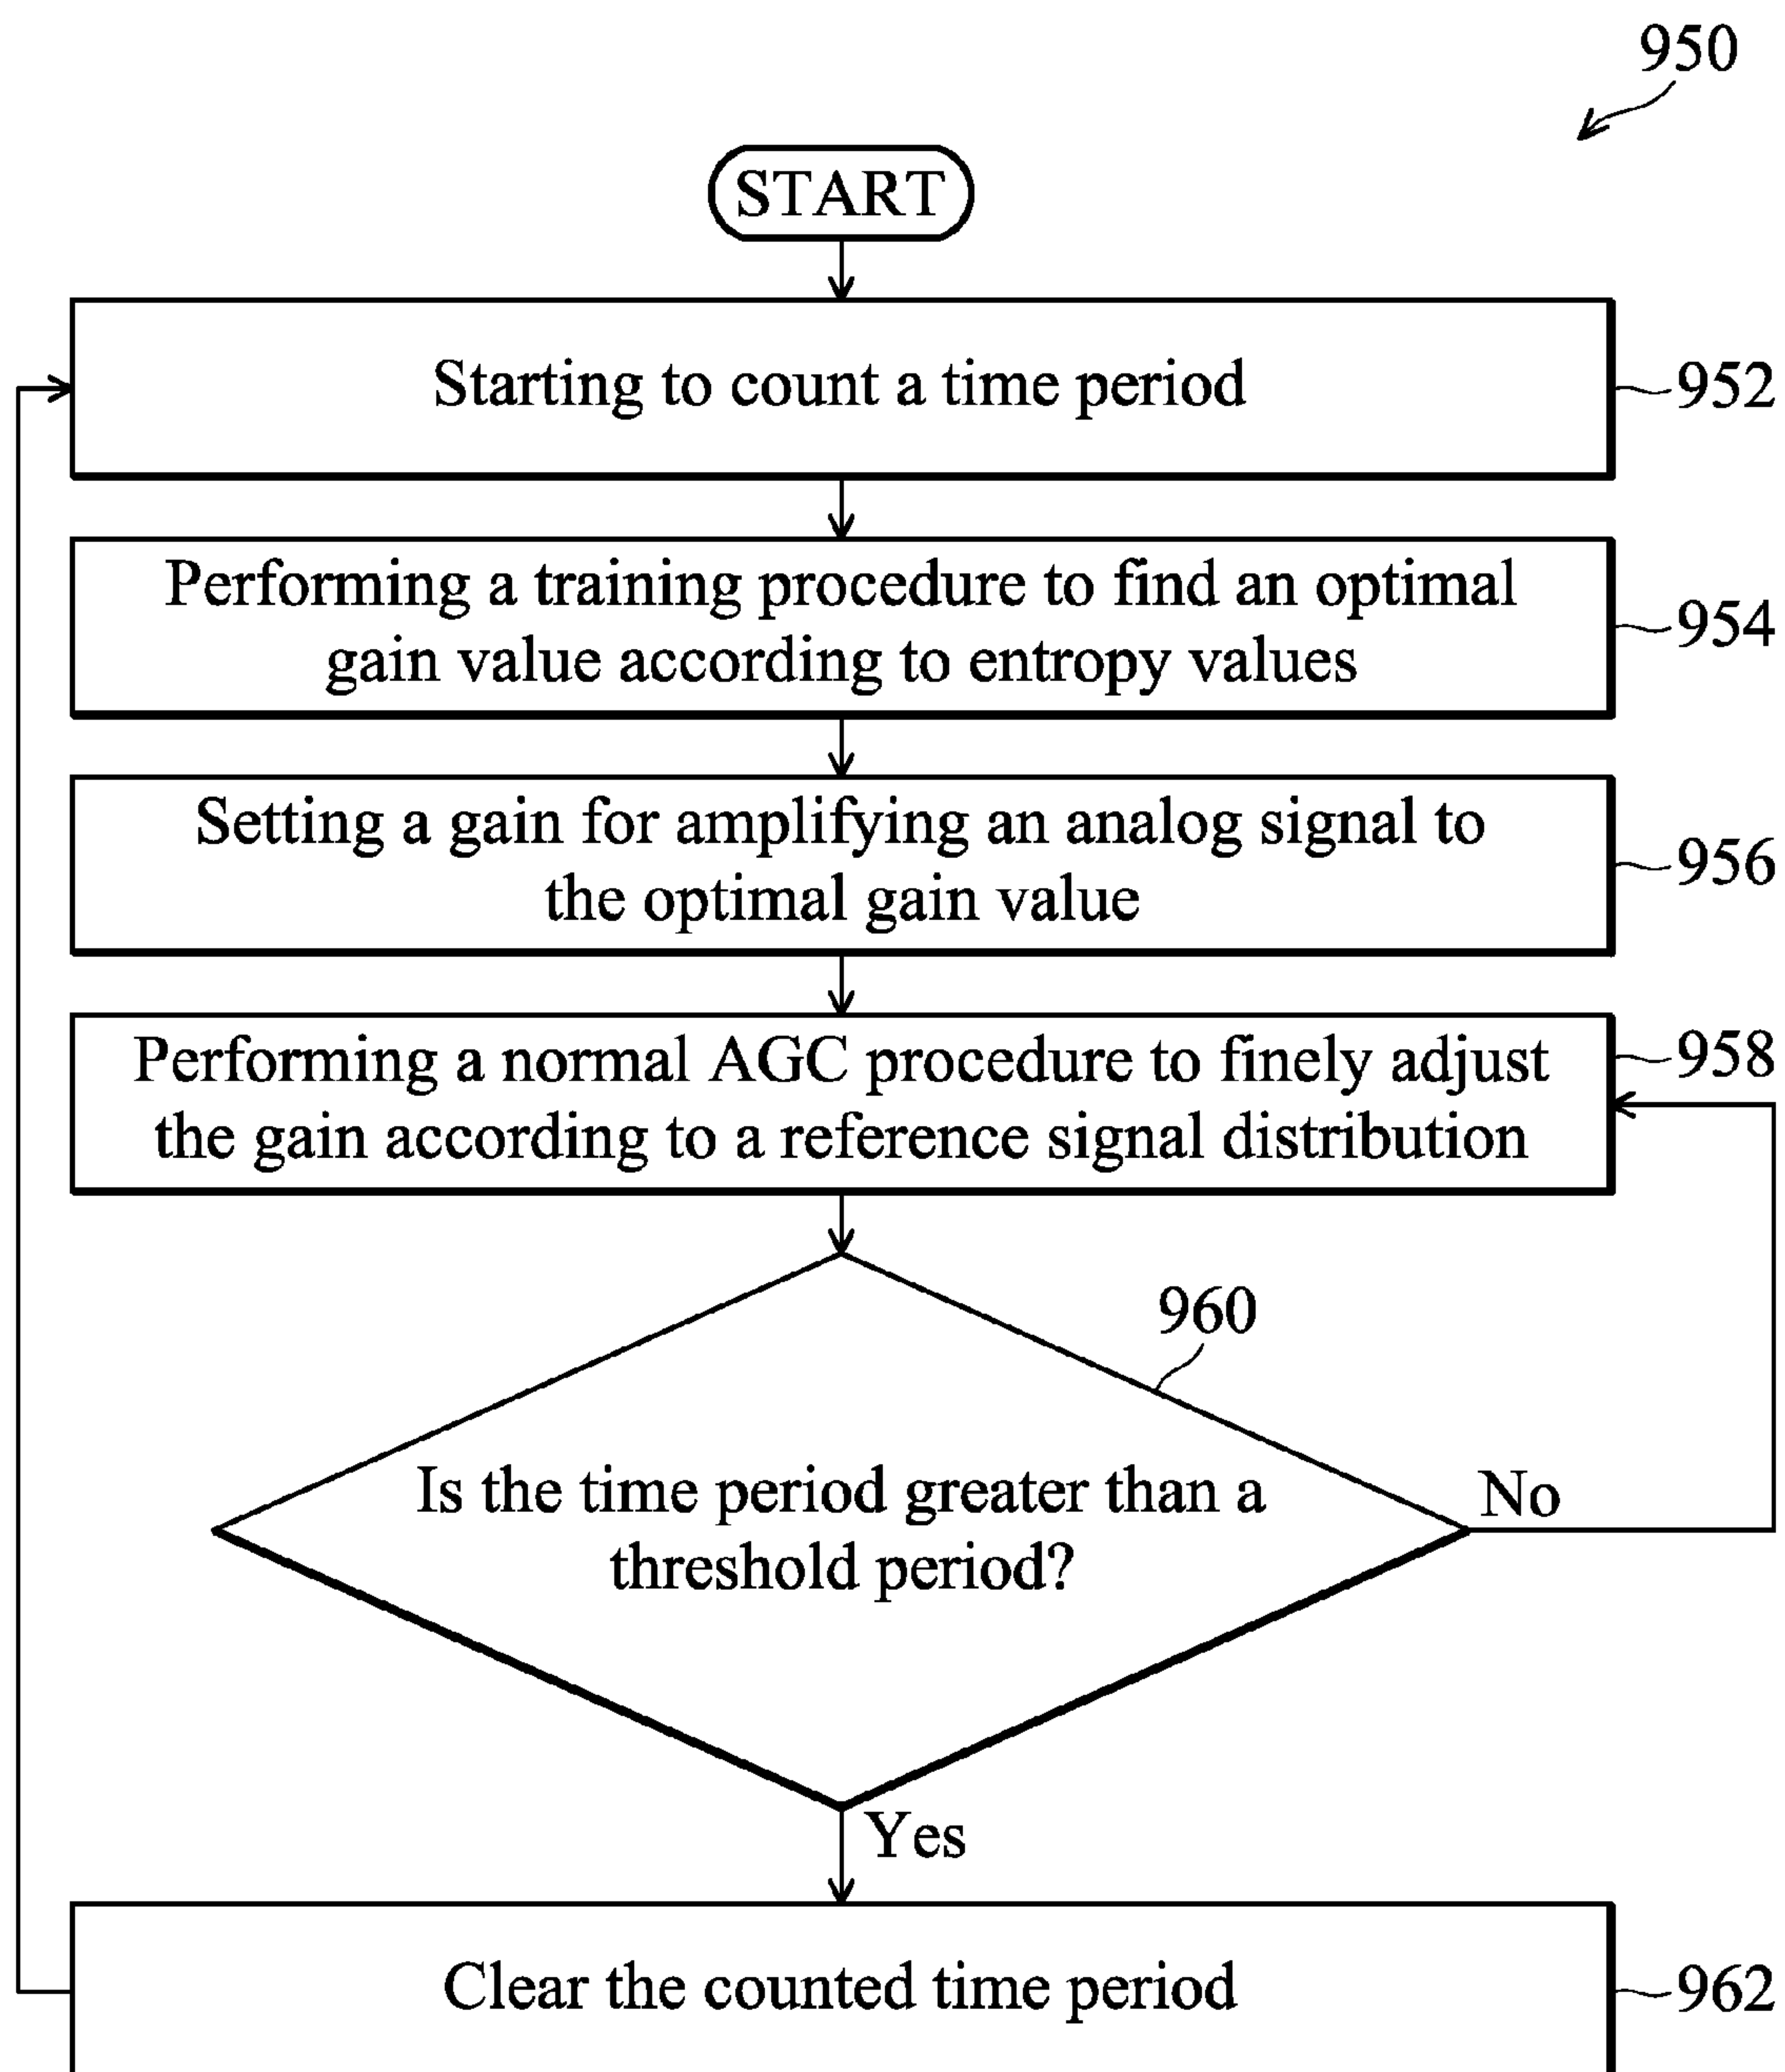 950
START
Starting to count a time period
952
Performing a training procedure to find an optimal
gain value according to entropy values
954
Setting a gain for amplifying an analog signal to
the optimal gain value
956
Performing a normal AGC procedure to finely adjust
the gain according to a reference signal distribution
958
960
Is the time period greater than a
threshold period?
No
Yes
Clear the counted time period
962